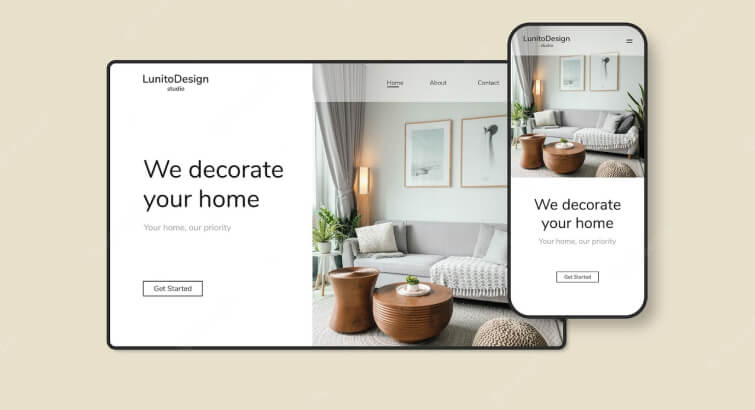 LunitoDesign
studio
Home About Contact
We decorate
your home
Your home, our priority
Get Started
LunitoDesign
studio
We decorate
your home
Your home, our priority
Get Started